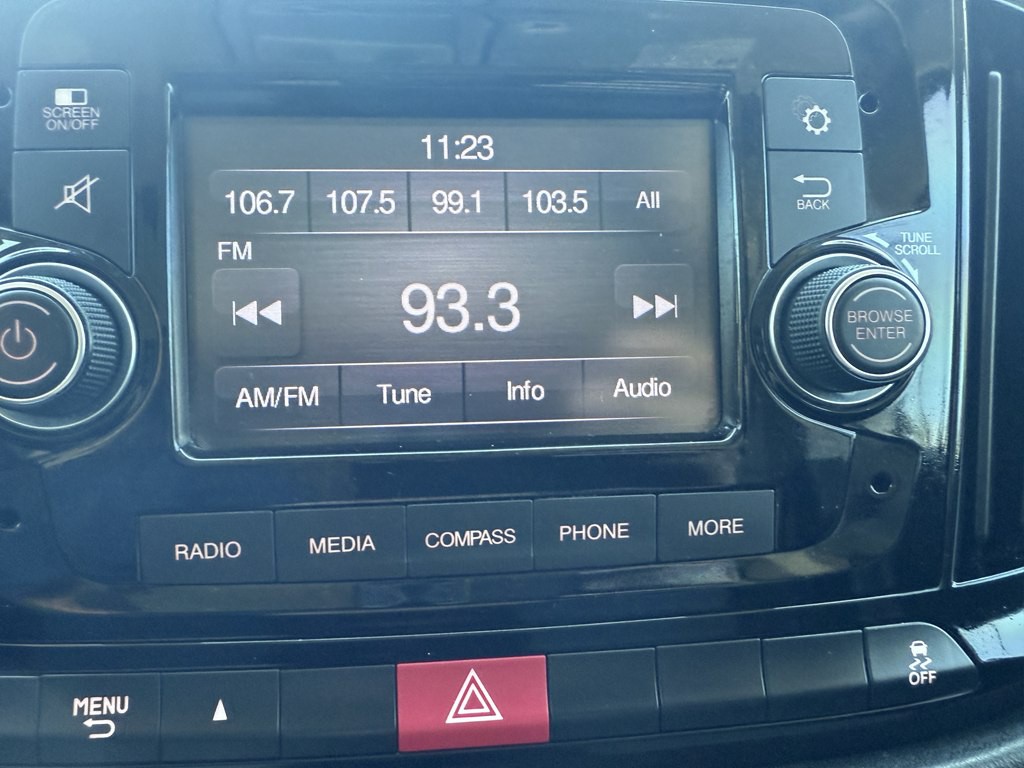 SCREEN
ON/OFF
11:23
106.7 107.5 99.1 103.5 All
BACK
FM
TUNE
SCROLL
93.3
BROWSE
ENTER
AM/FM Tune Info Audio
RADIO MEDIA COMPASS PHONE MORE
MENU
OFF